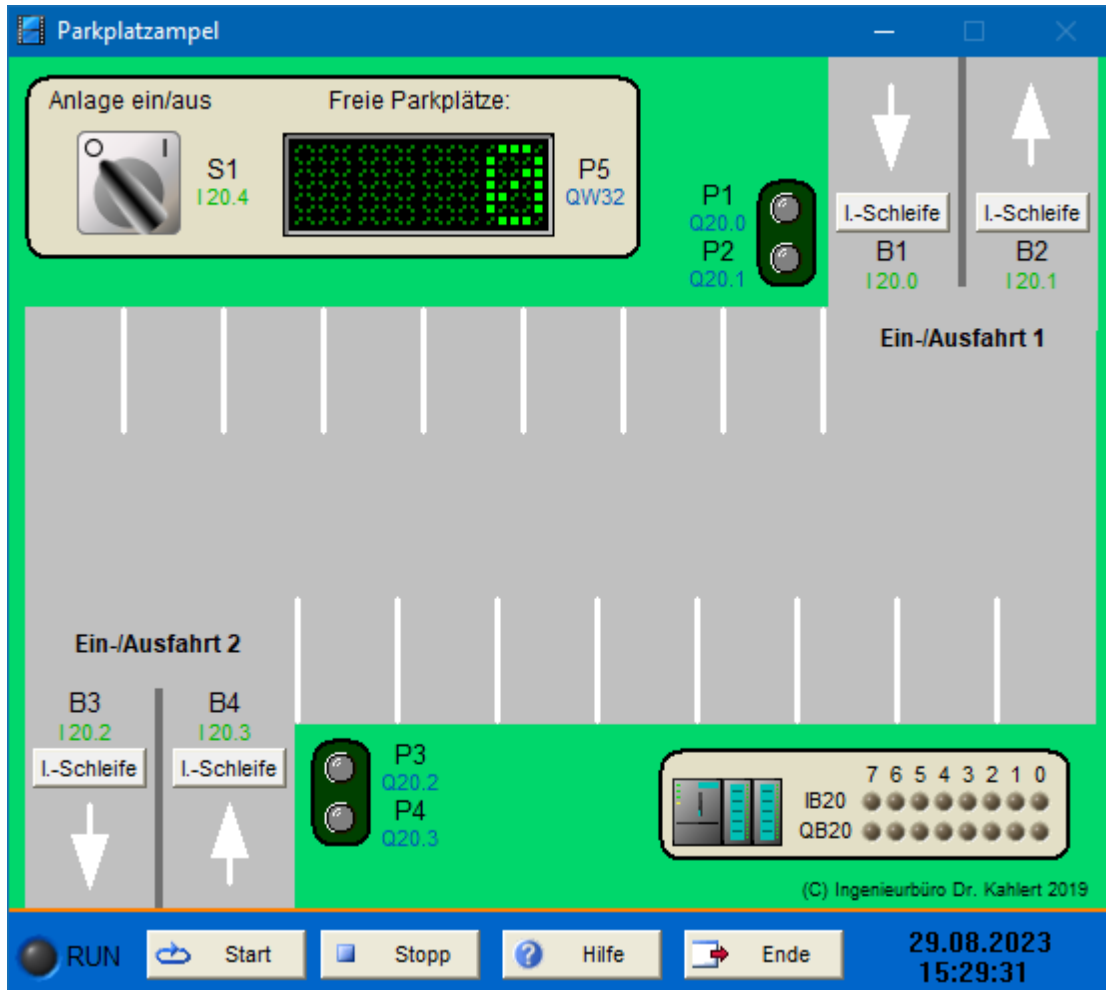 Parkplatzampel
Anlage ein/aus
Freie Parkplätze:
O I
S1
I 20.4
0
P5
QW32
P1
Q20.0
P2
Q20.1
I.-Schleife
I.-Schleife
B1
I 20.0
B2
I 20.1
Ein-/Ausfahrt 1
Ein-/Ausfahrt 2
B3
I 20.2
B4
I 20.3
I.-Schleife
I.-Schleife
P3
Q20.2
P4
Q20.3
7 6 5 4 3 2 1 0
IB20
QB20
(C) Ingenieurbüro Dr. Kahlert 2019
RUN
Start
Stopp
Hilfe
Ende
29.08.2023
15:29:31